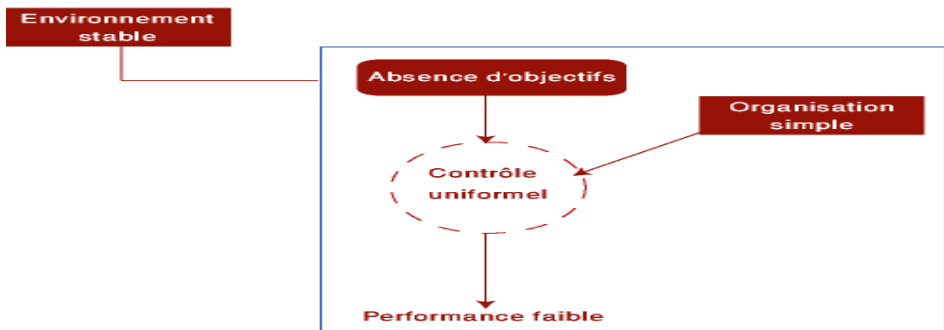 Environnement
stable
Absence d'objectifs
Organisation
simple
Contrôle
uniformel
Performance faible